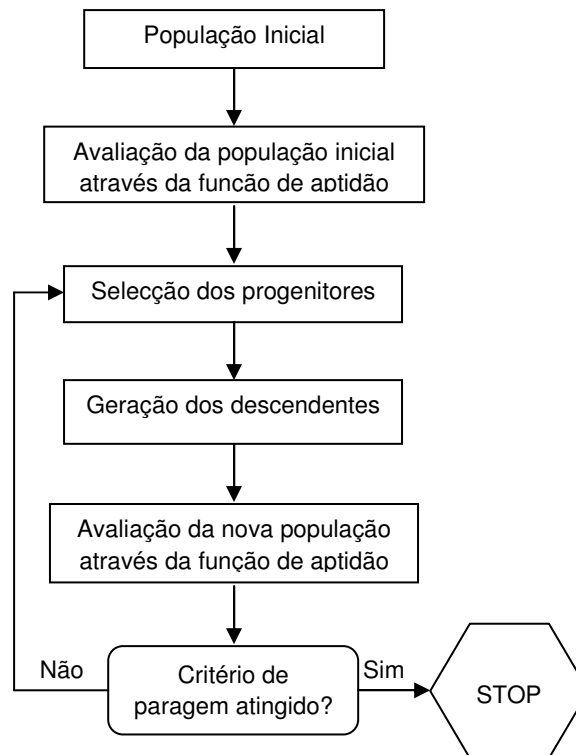 População Inicial
Avaliação da população inicial
através da função de aptidão
Selecção dos progenitores
Geração dos descendentes
Avaliação da nova população
através da função de aptidão
Não
Critério de
paragem atingido?
Sim
STOP